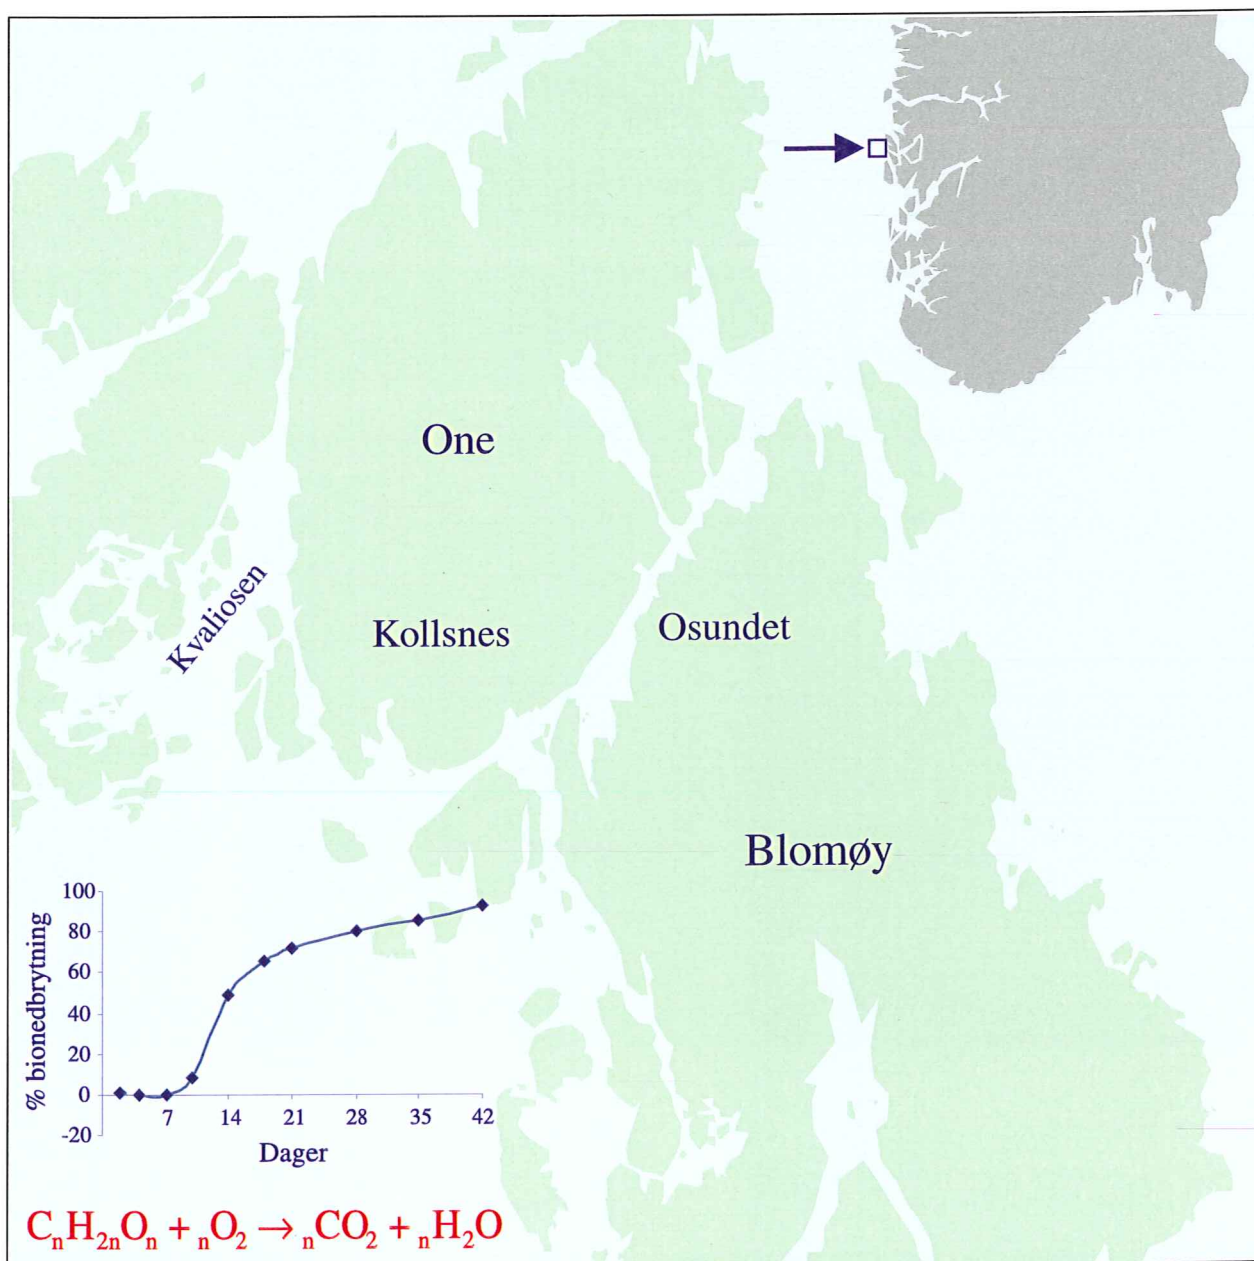 One
Kvaliosen
Kollsnes
Osundet
Blomøy
% bionedbrytning
100
80
60
40
20
0
-20
7 14 21 28 35 42
Dager
CₙH₂ₙOₙ + ₙO₂ → ₙCO₂ + ₙH₂O